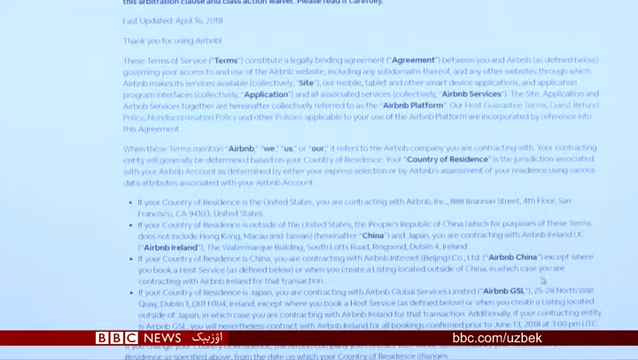 this arbitration clause and class action waiver. Please read it carefully.
Last Updated: April 16, 2018
Thank you for using Airbnb!
These Terms of Service ("Terms") constitute a legally binding agreement ("Agreement") between you and Airbnb (as defined below)
governing your access to and use of the Airbnb website, including any subdomains thereof, and any other websites through which
Airbnb makes its services available (collectively, "Site"), our mobile, tablet and other smart device applications, and application
program interfaces (collectively, "Application") and all associated services (collectively, "Airbnb Services"). The Site, Application and
Airbnb Services together are hereinafter collectively referred to as the "Airbnb Platform". Our Host Guarantee Terms, Guest Refund
Policy, Nondiscrimination Policy and other Policies applicable to your use of the Airbnb Platform are incorporated by reference into
this Agreement.
When these Terms mention "Airbnb," "we," "us," or "our," it refers to the Airbnb company you are contracting with. Your contracting
entity will generally be determined based on your Country of Residence. Your "Country of Residence" is the jurisdiction associated
with your Airbnb Account as determined by either your express selection or by Airbnb's assessment of your residence using various
data attributes associated with your Airbnb Account.
• If your Country of Residence is the United States, you are contracting with Airbnb, Inc., 888 Brannan Street, 4th Floor, San
Francisco, CA 94103, United States.
• If your Country of Residence is outside of the United States, the People's Republic of China (which for purposes of these Terms
does not include Hong Kong, Macau and Taiwan) (hereinafter "China") and Japan, you are contracting with Airbnb Ireland UC
("Airbnb Ireland"), The Watermarque Building, South Lotts Road, Ringsend, Dublin 4, Ireland.
• If your Country of Residence is China, you are contracting with Airbnb Internet (Beijing) Co., Ltd. ("Airbnb China") except where
you book a Host Service (as defined below) or when you create a Listing located outside of China, in which case you are
contracting with Airbnb Ireland for that transaction.
• If your Country of Residence is Japan, you are contracting with Airbnb Global Services Limited ("Airbnb GSL"), 25-28 North Wall
Quay, Dublin 1, D01 H104, Ireland, except where you book a Host Service (as defined below) or when you create a Listing located
outside of Japan, in which case you are contracting with Airbnb Ireland for that transaction. Additionally, if your contracting entity
is Airbnb GSL, you will nevertheless contract with Airbnb Ireland for all bookings confirmed prior to June 13, 2018 at 3:00 pm UTC.
BBC NEWS اۉزبېک bbc.com/uzbek
Residence as specified above, from the date on which your Country of Residence changes.